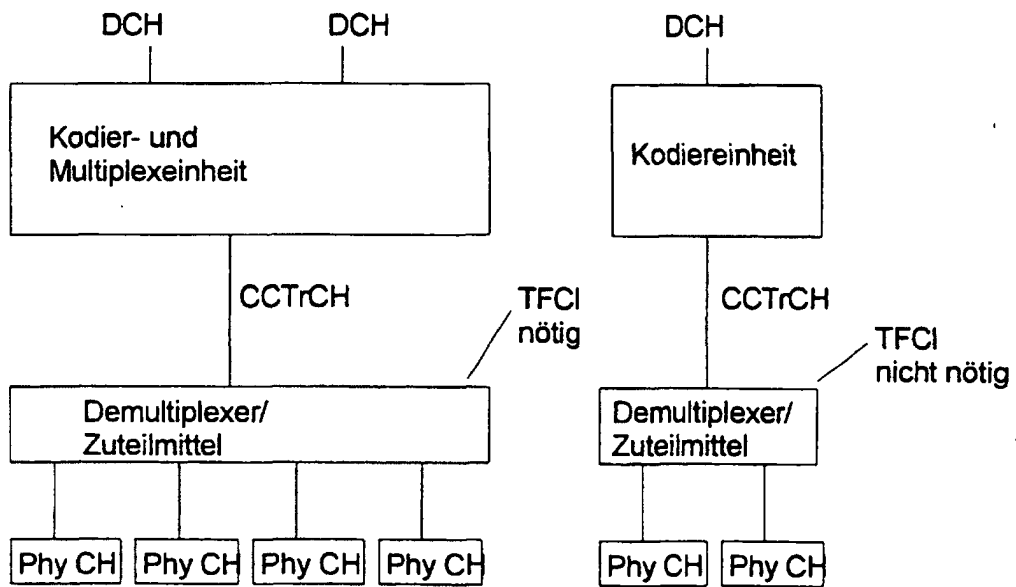 DCH
DCH
Kodier- und
Multiplexeinheit
CCTrCH
TFCI
nötig
Demultiplexer/
Zuteilmittel
Phy CH
Phy CH
Phy CH
Phy CH
DCH
Kodiereinheit
CCTrCH
TFCI
nicht nötig
Demultiplexer/
Zuteilmittel
Phy CH
Phy CH